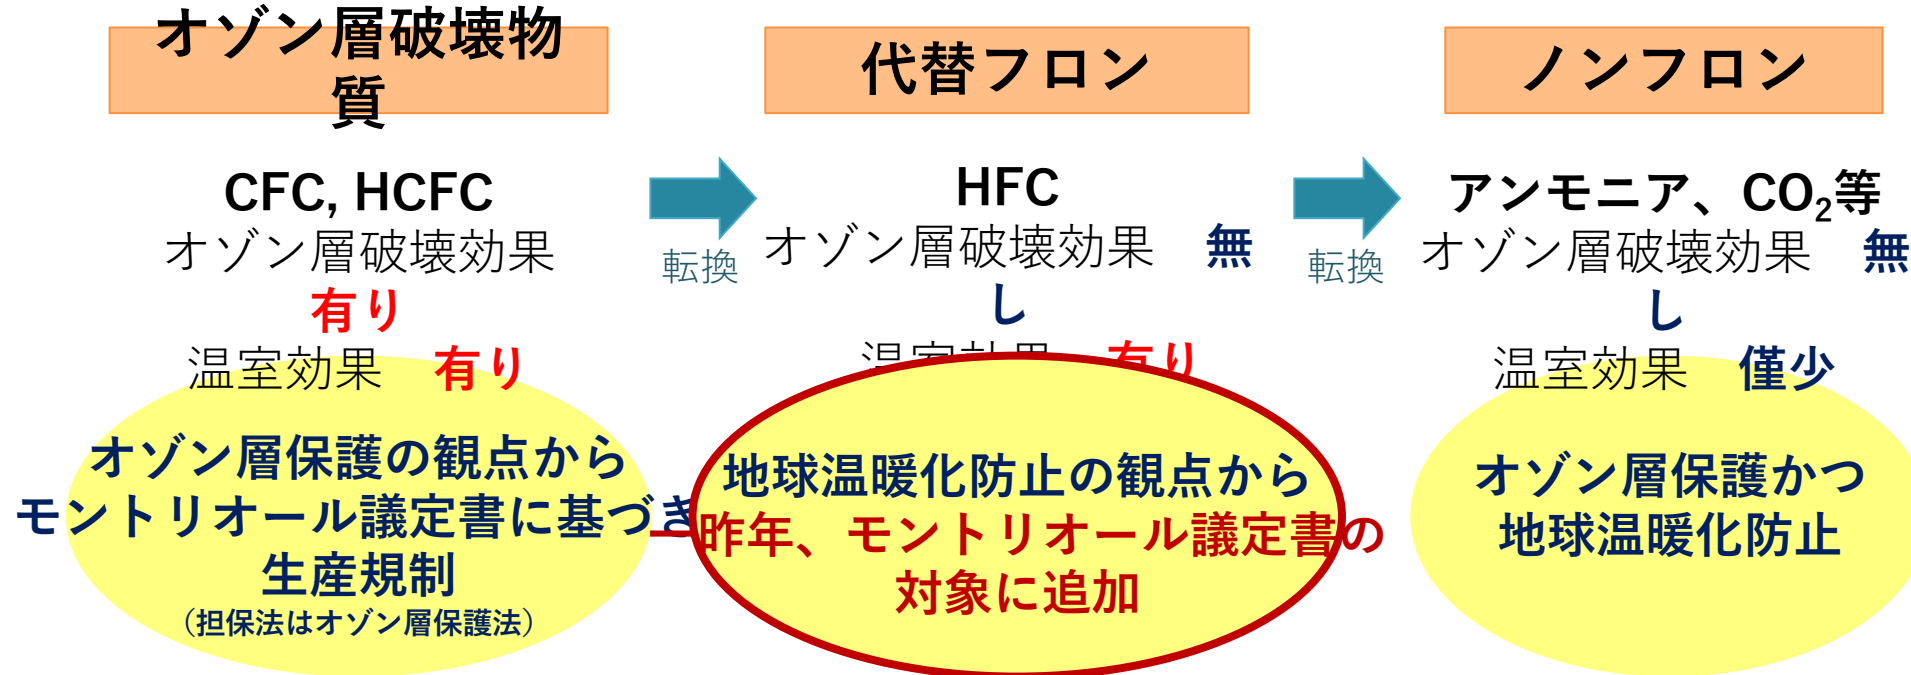 オゾン層破壊物
質
CFC, HCFC
オゾン層破壊効果
有り
温室効果　有り
オゾン層保護の観点から
モントリオール議定書に基づき
生産規制
（担保法はオゾン層保護法）
転換
代替フロン
HFC
オゾン層破壊効果　無
し
温室効果　有り
地球温暖化防止の観点から
一昨年、モントリオール議定書の
対象に追加
転換
ノンフロン
アンモニア、CO₂等
オゾン層破壊効果　無
し
温室効果　僅少
オゾン層保護かつ
地球温暖化防止